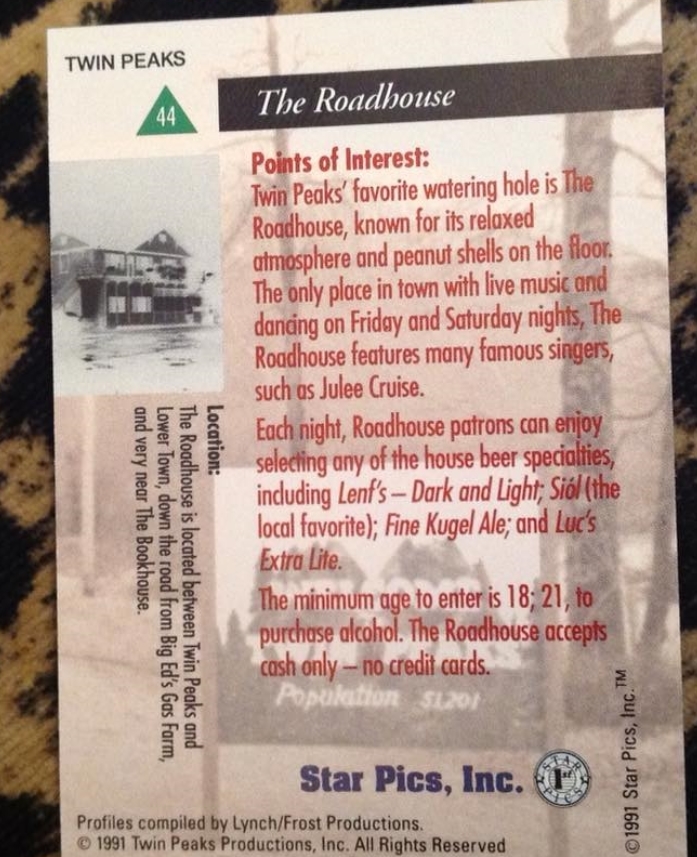 TWIN PEAKS
44
The Roadhouse
Points of Interest:
Twin Peaks' favorite watering hole is The
Roadhouse, known for its relaxed
atmosphere and peanut shells on the floor.
The only place in town with live music and
dancing on Friday and Saturday nights, The
Roadhouse features many famous singers,
such as Julee Cruise.
Each night, Roadhouse patrons can enjoy
selecting any of the house beer specialties,
including Lenf's – Dark and Light; Siól (the
local favorite); Fine Kugel Ale; and Luc's
Extra Lite.
The minimum age to enter is 18; 21, to
purchase alcohol. The Roadhouse accepts
cash only – no credit cards.
Location:
The Roadhouse is located between Twin Peaks and
Lower Town, down the road from Big Ed's Gas Farm,
and very near The Bookhouse.
Population 51,201
Star Pics, Inc.
STAR PICS 1st
©1991 Star Pics, Inc.™
Profiles compiled by Lynch/Frost Productions.
© 1991 Twin Peaks Productions, Inc. All Rights Reserved